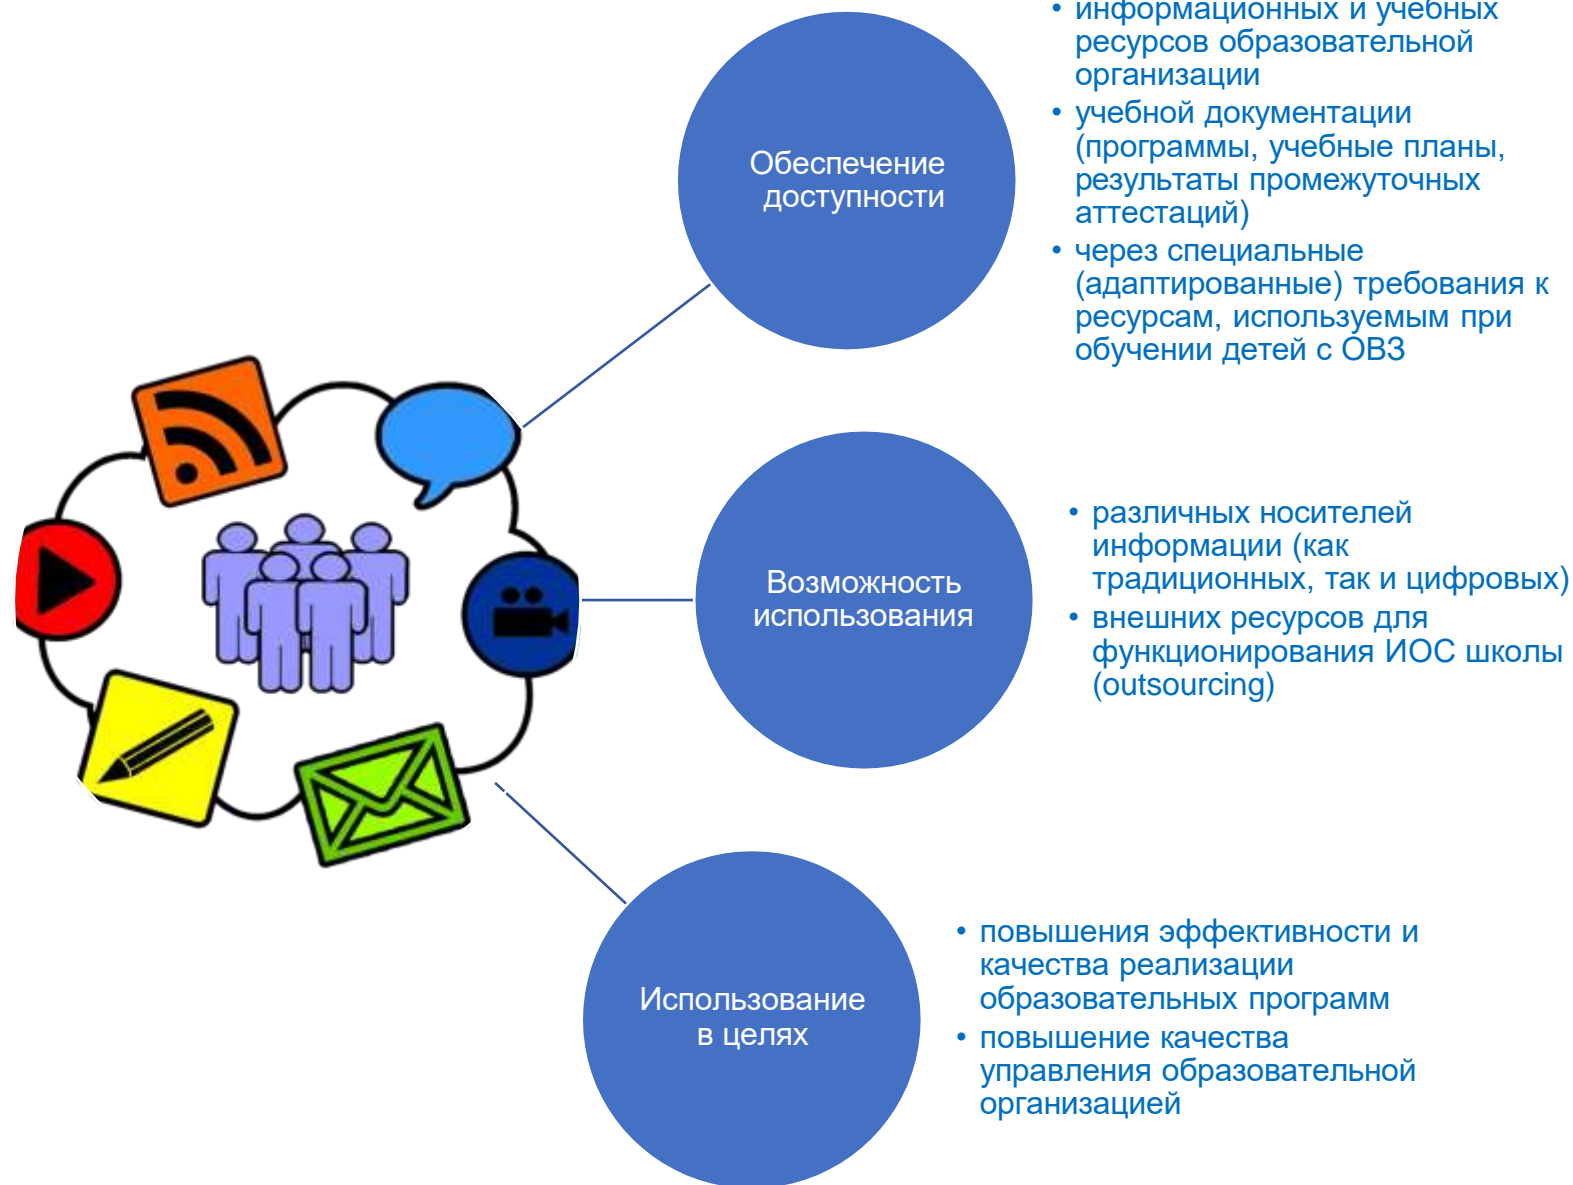 Обеспечение
доступности
• информационных и учебных
ресурсов образовательной
организации
• учебной документации
(программы, учебные планы,
результаты промежуточных
аттестаций)
• через специальные
(адаптированные) требования к
ресурсам, используемым при
обучении детей с ОВЗ
Возможность
использования
• различных носителей
информации (как
традиционных, так и цифровых)
• внешних ресурсов для
функционирования ИОС школы
(outsourcing)
Использование
в целях
• повышения эффективности и
качества реализации
образовательных программ
• повышение качества
управления образовательной
организацией